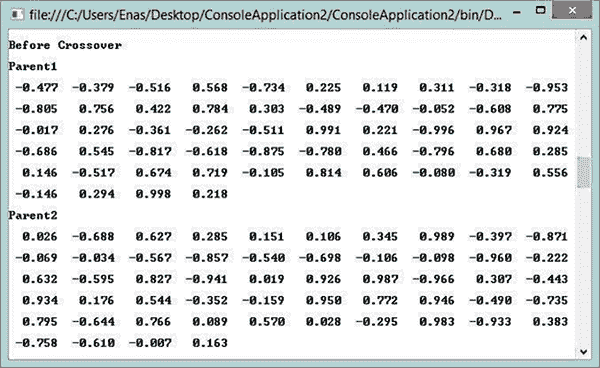 file:///C:/Users/Enas/Desktop/ConsoleApplication2/ConsoleApplication2/bin/D...
Before Crossover
Parent1
-0.477 -0.379 -0.516 0.568 -0.734 0.225 0.119 0.311 -0.318 -0.953
-0.805 0.756 0.422 0.784 0.303 -0.489 -0.470 -0.052 -0.608 0.775
-0.017 0.276 -0.361 -0.262 -0.511 0.991 0.221 -0.996 0.967 0.924
-0.686 0.545 -0.817 -0.618 -0.875 -0.780 0.466 -0.796 0.680 0.285
0.146 -0.517 0.674 0.719 -0.105 0.814 0.606 -0.080 -0.319 0.556
-0.146 0.294 0.998 0.218
Parent2
0.026 -0.688 0.627 0.285 0.151 0.106 0.345 0.989 -0.397 -0.871
-0.069 -0.034 -0.567 -0.857 -0.540 -0.698 -0.106 -0.098 -0.960 -0.222
0.632 -0.595 0.827 -0.941 0.019 0.926 0.987 -0.966 0.307 -0.443
0.934 0.176 0.544 -0.352 -0.159 0.950 0.772 0.946 -0.490 -0.735
0.795 -0.644 0.766 0.089 0.570 0.028 -0.295 0.983 -0.933 0.383
-0.758 -0.610 -0.007 0.163